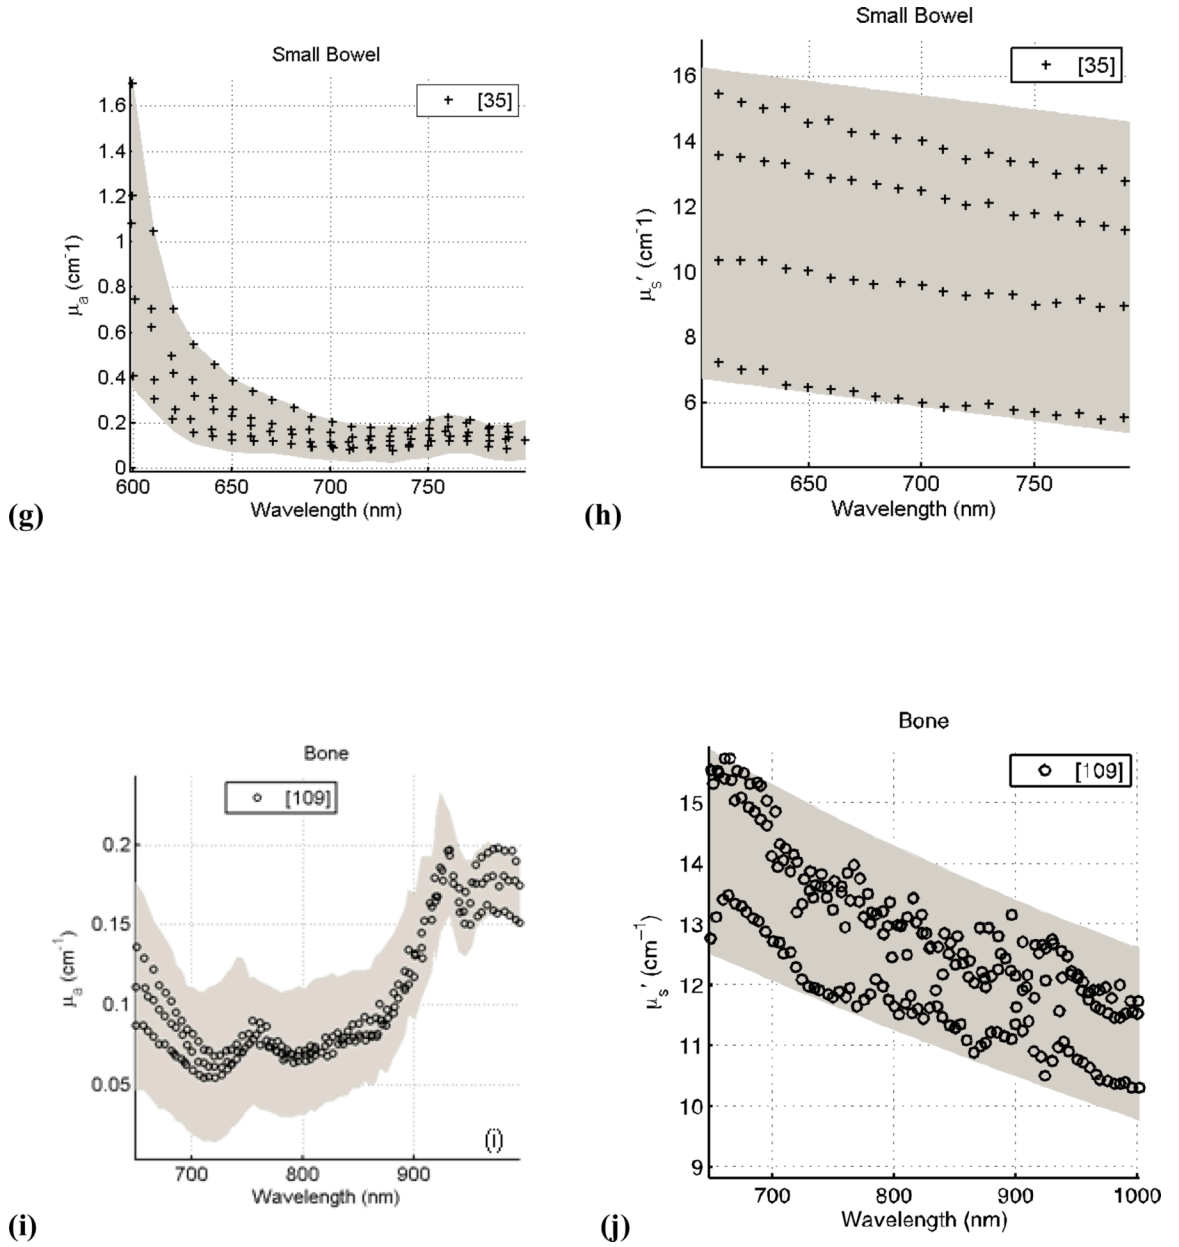 Small Bowel
[35]
1.6
1.4
1.2
1
0.8
0.6
0.4
0.2
0
μa (cm-1)
600 650 700 750
Wavelength (nm)
(g)
Small Bowel
[35]
16
14
12
10
8
6
μs′ (cm-1)
650 700 750
Wavelength (nm)
(h)
Bone
[109]
0.2
0.15
0.1
0.05
μa (cm-1)
(i)
700 800 900
Wavelength (nm)
(i)
Bone
[109]
15
14
13
12
11
10
9
μs′ (cm−1)
700 800 900 1000
Wavelength (nm)
(j)